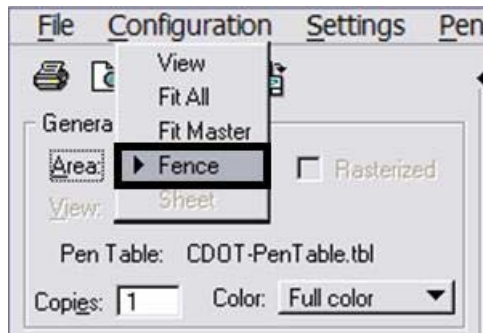 File Configuration Settings Pen
View
Fit All
Genera Fit Master
Area: Fence Rasterized
View: Sheet
Pen Table: CDOT-PenTable.tbl
Copies: 1 Color: Full color